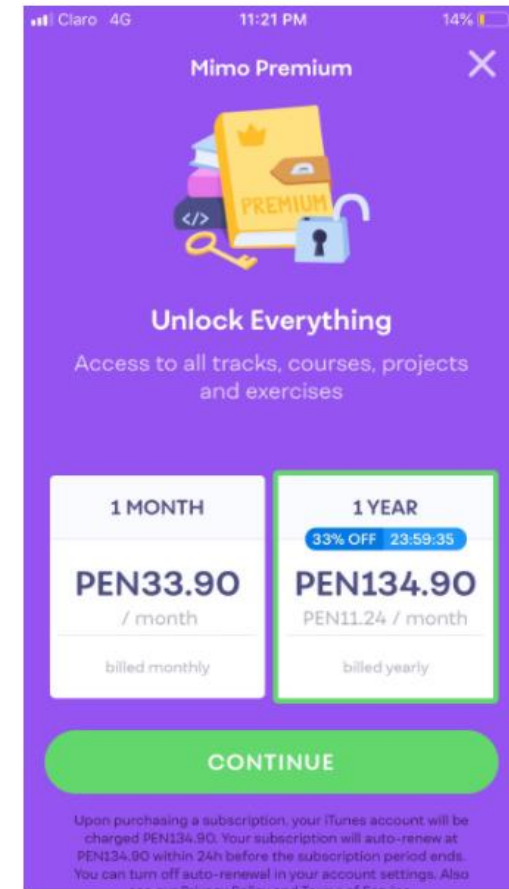 Claro 4G 11:21 PM 14%
Mimo Premium
PREMIUM
</>
Unlock Everything
Access to all tracks, courses, projects
and exercises
1 MONTH
PEN33.90
/ month
billed monthly
1 YEAR
33% OFF 23:59:35
PEN134.90
PEN11.24 / month
billed yearly
CONTINUE
Upon purchasing a subscription, your iTunes account will be
charged PEN134.90. Your subscription will auto-renew at
PEN134.90 within 24h before the subscription period ends.
You can turn off auto-renewal in your account settings. Also